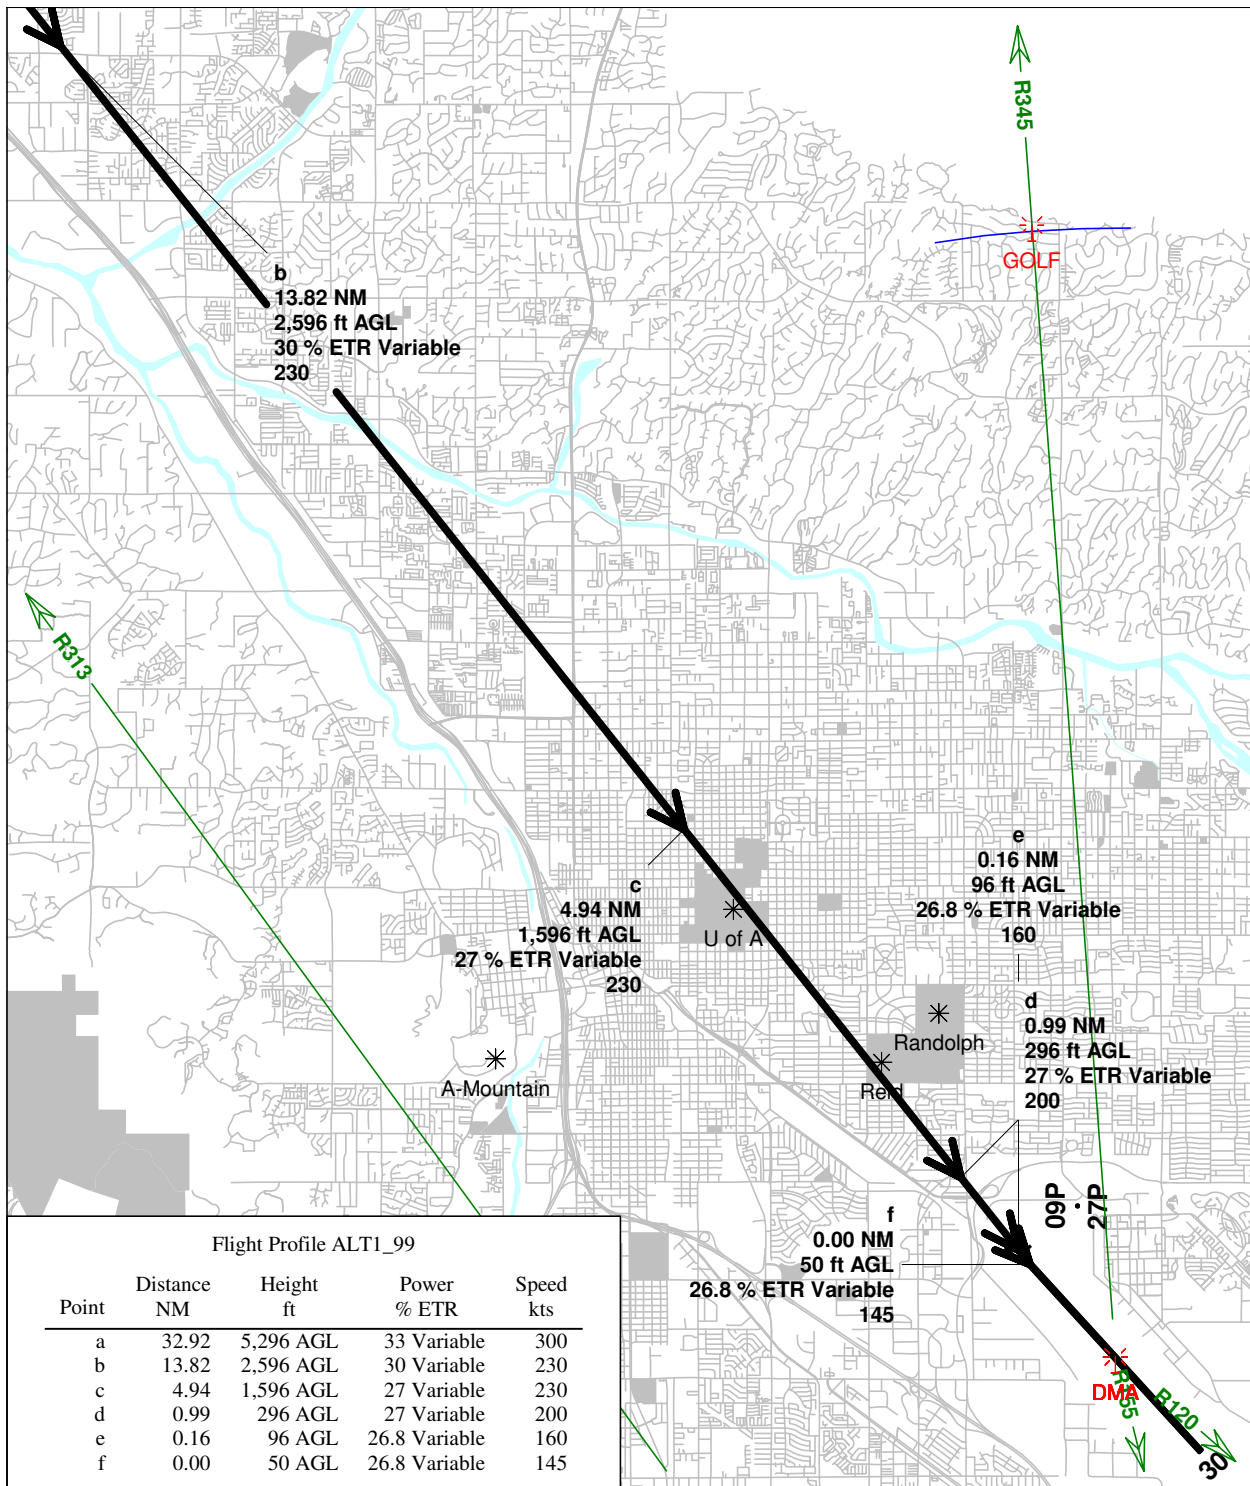 R345
GOLF
b
13.82 NM
2,596 ft AGL
30 % ETR Variable
230
R313
e
0.16 NM
96 ft AGL
26.8 % ETR Variable
160
c
4.94 NM
1,596 ft AGL
27 % ETR Variable
230
U of A
d
0.99 NM
296 ft AGL
27 % ETR Variable
200
Randolph
Reid
A-Mountain
09P
27P
f
0.00 NM
50 ft AGL
26.8 % ETR Variable
145
DMA
R155
R120
30
Flight Profile ALT1_99
Point Distance NM Height ft Power % ETR Speed kts
a 32.92 5,296 AGL 33 Variable 300
b 13.82 2,596 AGL 30 Variable 230
c 4.94 1,596 AGL 27 Variable 230
d 0.99 296 AGL 27 Variable 200
e 0.16 96 AGL 26.8 Variable 160
f 0.00 50 AGL 26.8 Variable 145